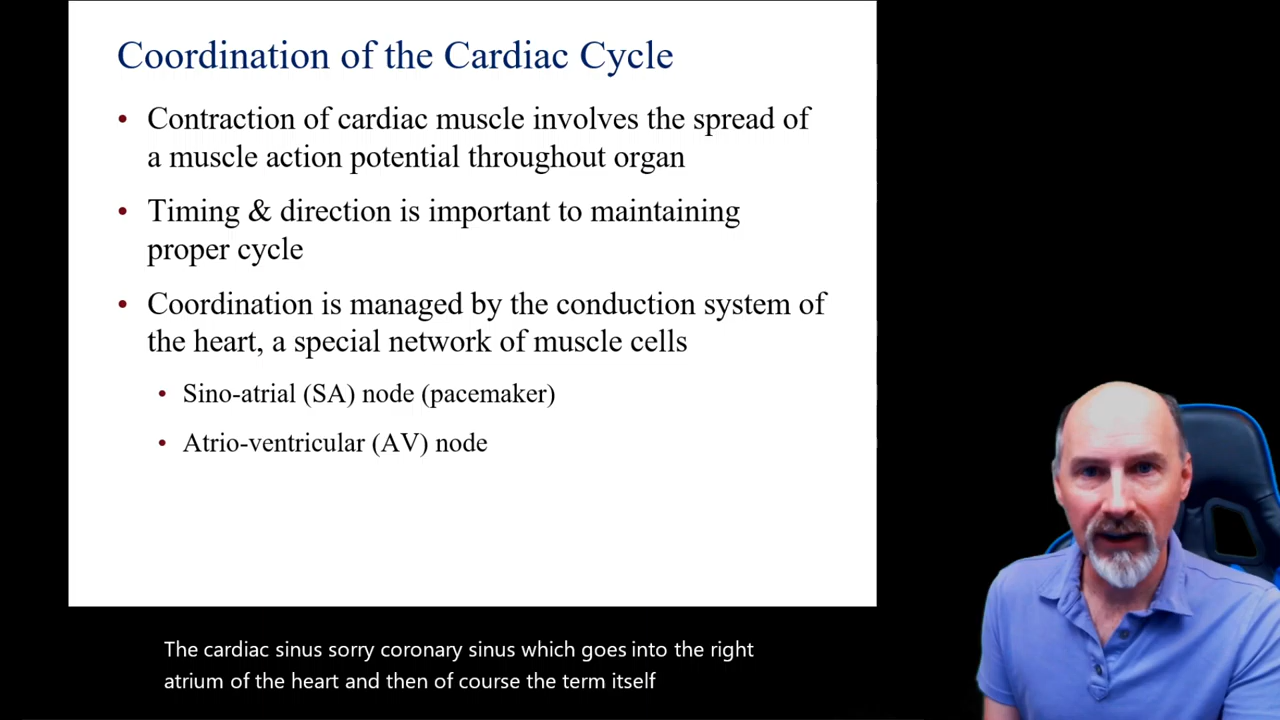 Coordination of the Cardiac Cycle
• Contraction of cardiac muscle involves the spread of
a muscle action potential throughout organ
• Timing & direction is important to maintaining
proper cycle
• Coordination is managed by the conduction system of
the heart, a special network of muscle cells
• Sino-atrial (SA) node (pacemaker)
• Atrio-ventricular (AV) node
The cardiac sinus sorry coronary sinus which goes into the right
atrium of the heart and then of course the term itself